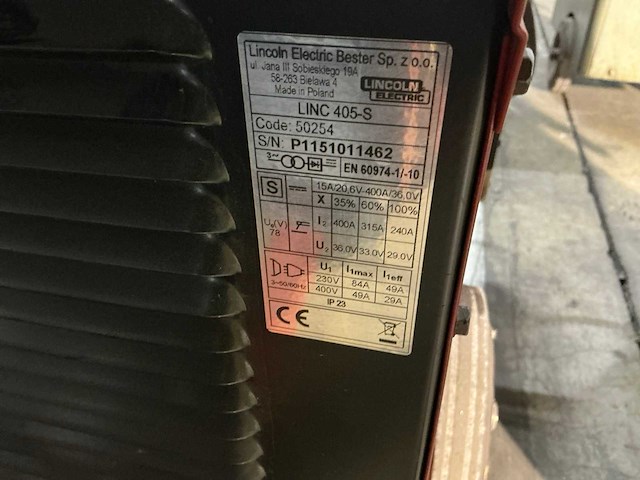 Lincoln Electric Bester Sp. z o.o.
ul. Jana III Sobieskiego 19A
58-263 Bielawa 4
Made in Poland
LINCOLN
ELECTRIC
LINC 405-S
Code: 50254
S/N: P1151011462
3~ EN 60974-1/-10
S 15A/20,6V-400A/36,0V
X 35% 60% 100%
U₀(V) 78 I₂ 400A 315A 240A
U₂ 36.0V 33.0V 29.0V
U₁ I₁max I₁eff
3~50/60Hz 230V 84A 49A
400V 49A 29A
IP 23
CE